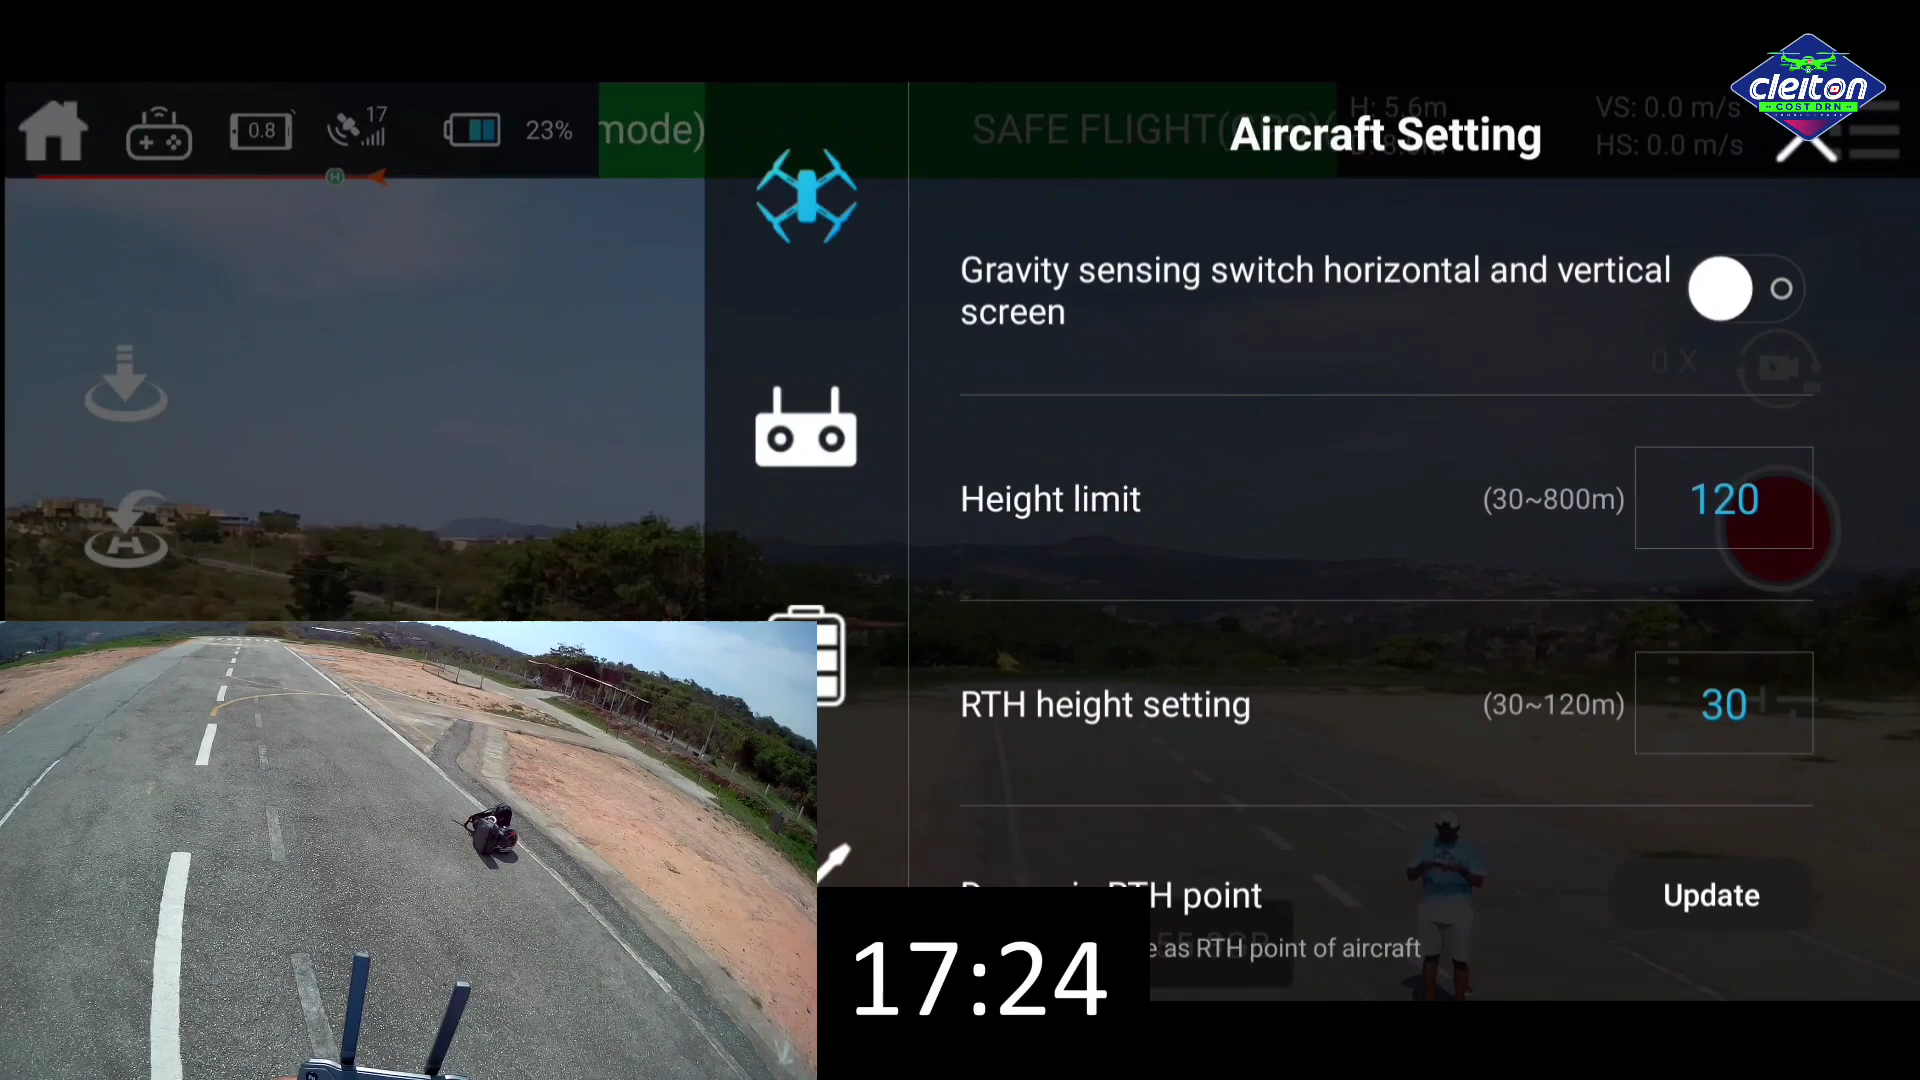 0.8
17
23%
mode)
SAFE FLIGHT(
H: 5.6m
VS: 0.0 m/s
HS: 0.0 m/s
cleiton
COST DRN
Aircraft Setting
Gravity sensing switch horizontal and vertical
screen
0 X
Height limit
(30~800m)
120
RTH height setting
(30~120m)
30
TH point
Update
e as RTH point of aircraft
17:24
H
H